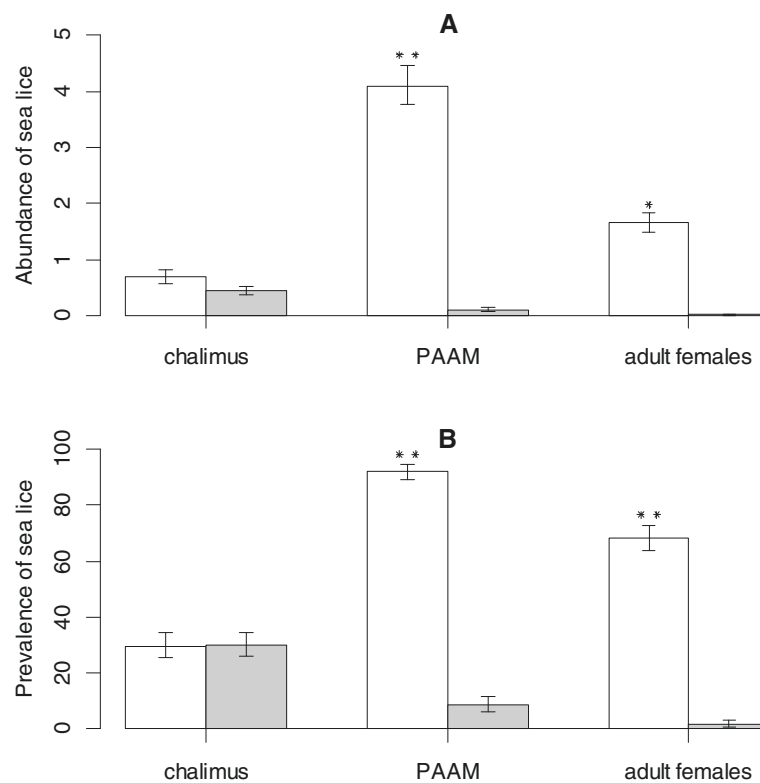 A
Abundance of sea lice
5
4
3
2
1
0
* *
*
chalimus PAAM adult females
B
Prevalence of sea lice
100
80
60
40
20
0
* *
* *
chalimus PAAM adult females